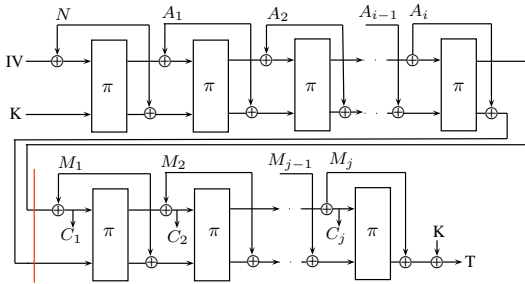 N A₁ A₂ Aᵢ₋₁ Aᵢ
IV
π π π π
K
M₁ M₂ Mⱼ₋₁ Mⱼ
C₁ C₂ Cⱼ K
π π π
T